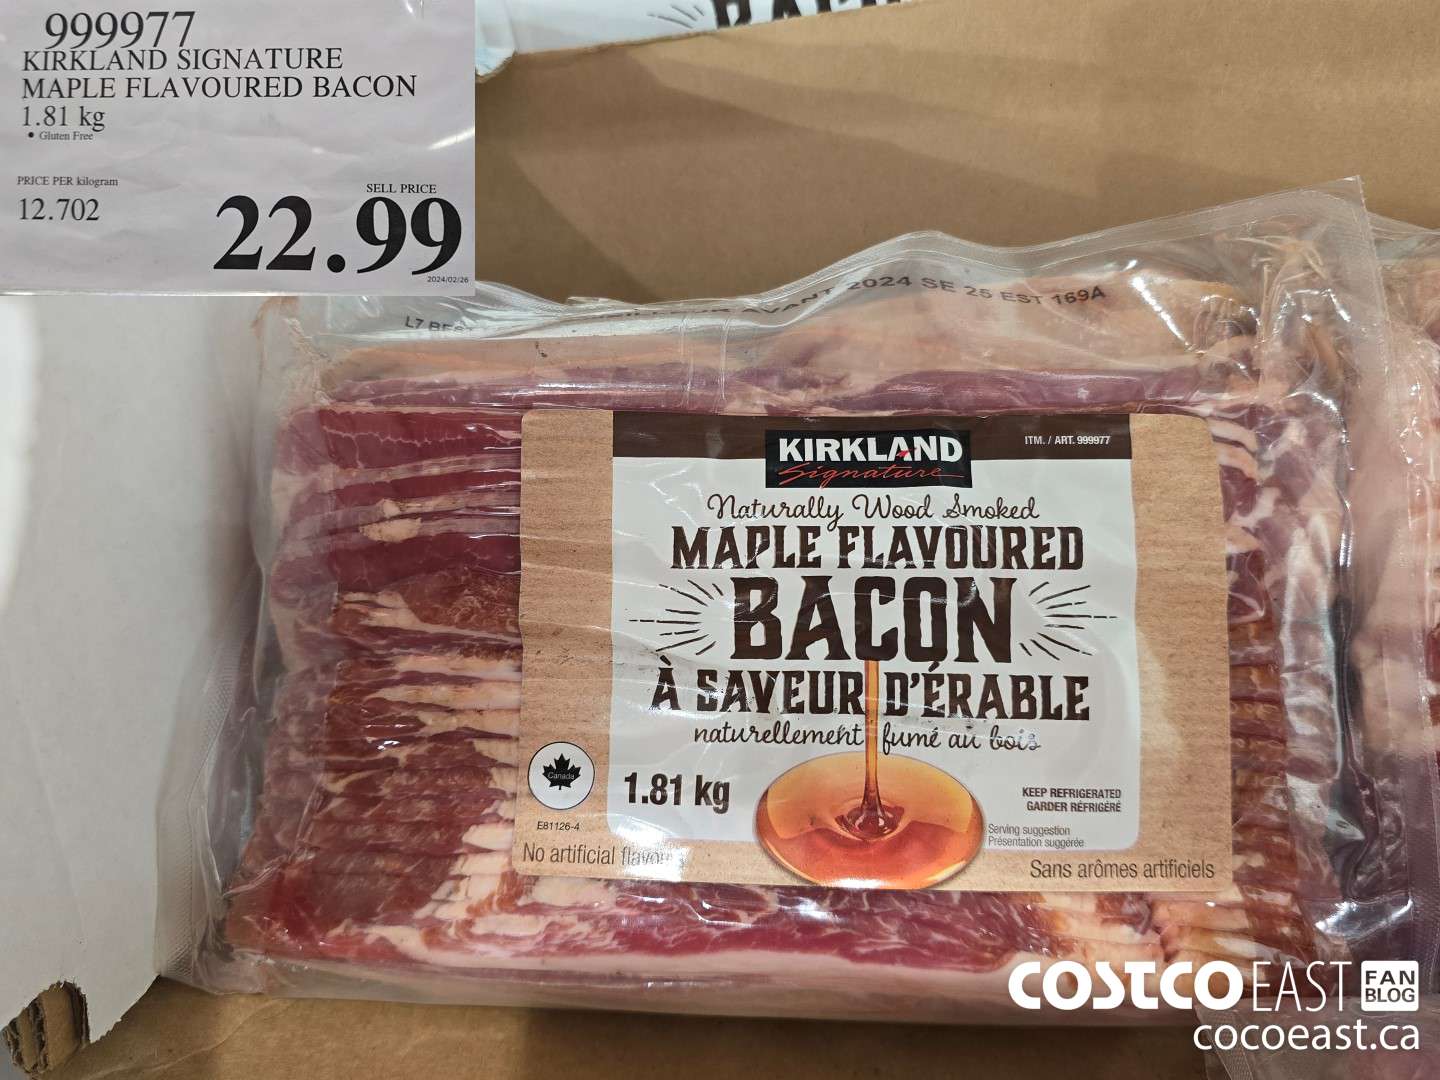 999977
KIRKLAND SIGNATURE
MAPLE FLAVOURED BACON
1.81 kg
• Gluten Free
PRICE PER kilogram
12.702
SELL PRICE
22.99
2024/02/26
L7 AVANT 2024 SE 25 EST 169A
KIRKLAND
Signature
ITM. / ART. 999977
Naturally Wood Smoked
MAPLE FLAVOURED
BACON
À SAVEUR D'ÉRABLE
naturellement fumé au bois
Canada
1.81 kg
KEEP REFRIGERATED
GARDER RÉFRIGÉRÉ
E81126-4
Serving suggestion
Présentation suggérée
No artificial flavor
Sans arômes artificiels
COSTCO EAST FAN BLOG
cocoeast.ca